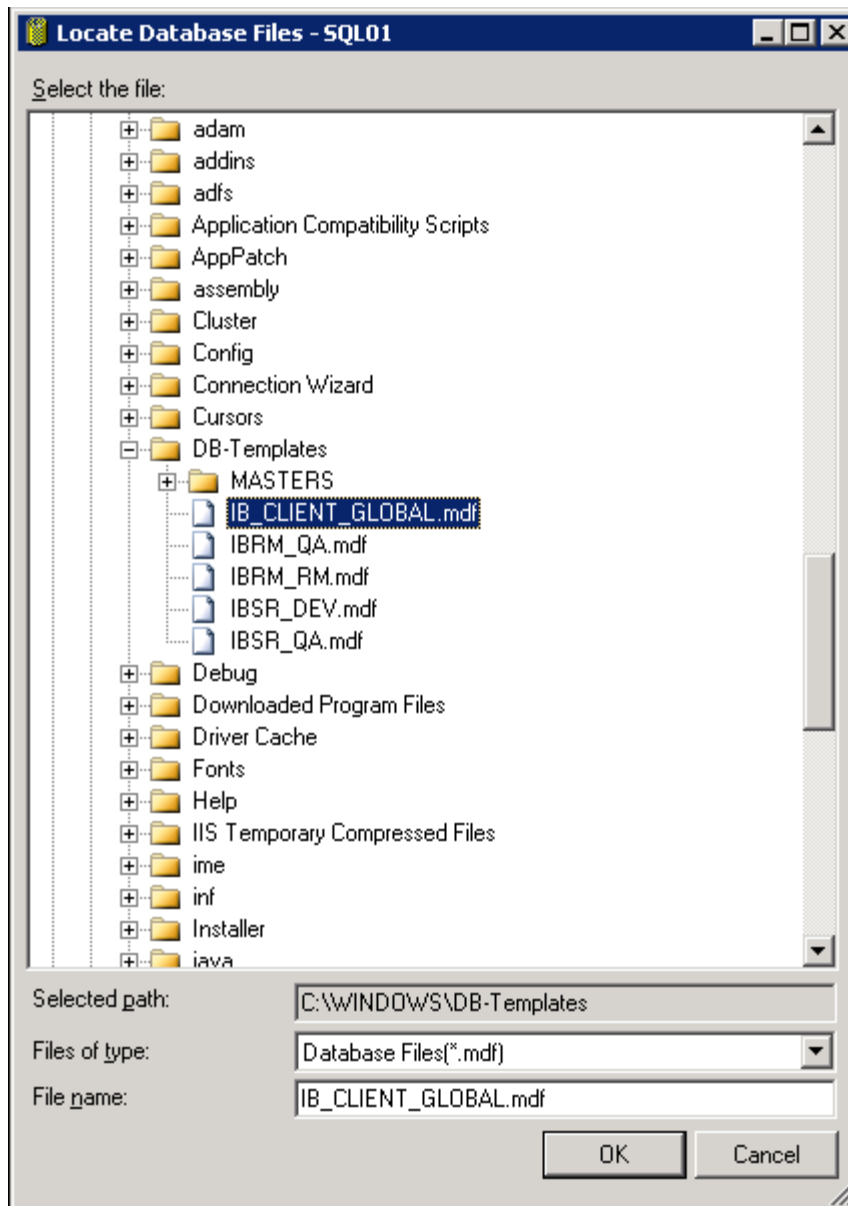 Locate Database Files - SQL01
Select the file:
adam
addins
adfs
Application Compatibility Scripts
AppPatch
assembly
Cluster
Config
Connection Wizard
Cursors
DB-Templates
MASTERS
IB_CLIENT_GLOBAL.mdf
IBRM_QA.mdf
IBRM_RM.mdf
IBSR_DEV.mdf
IBSR_QA.mdf
Debug
Downloaded Program Files
Driver Cache
Fonts
Help
IIS Temporary Compressed Files
ime
inf
Installer
java
Selected path: C:\WINDOWS\DB-Templates
Files of type: Database Files(*.mdf)
File name: IB_CLIENT_GLOBAL.mdf
OK Cancel